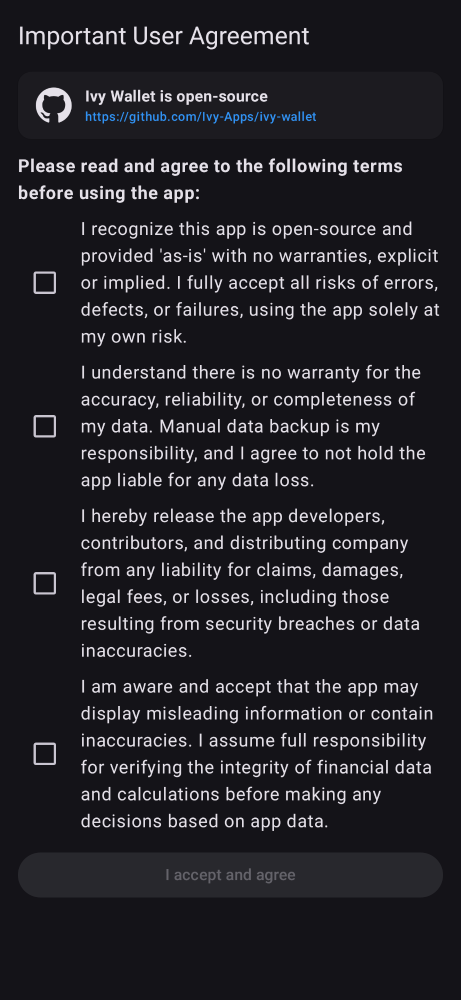 Important User Agreement
Ivy Wallet is open-source
https://github.com/Ivy-Apps/ivy-wallet
Please read and agree to the following terms
before using the app:
I recognize this app is open-source and
provided 'as-is' with no warranties, explicit
or implied. I fully accept all risks of errors,
defects, or failures, using the app solely at
my own risk.
I understand there is no warranty for the
accuracy, reliability, or completeness of
my data. Manual data backup is my
responsibility, and I agree to not hold the
app liable for any data loss.
I hereby release the app developers,
contributors, and distributing company
from any liability for claims, damages,
legal fees, or losses, including those
resulting from security breaches or data
inaccuracies.
I am aware and accept that the app may
display misleading information or contain
inaccuracies. I assume full responsibility
for verifying the integrity of financial data
and calculations before making any
decisions based on app data.
I accept and agree